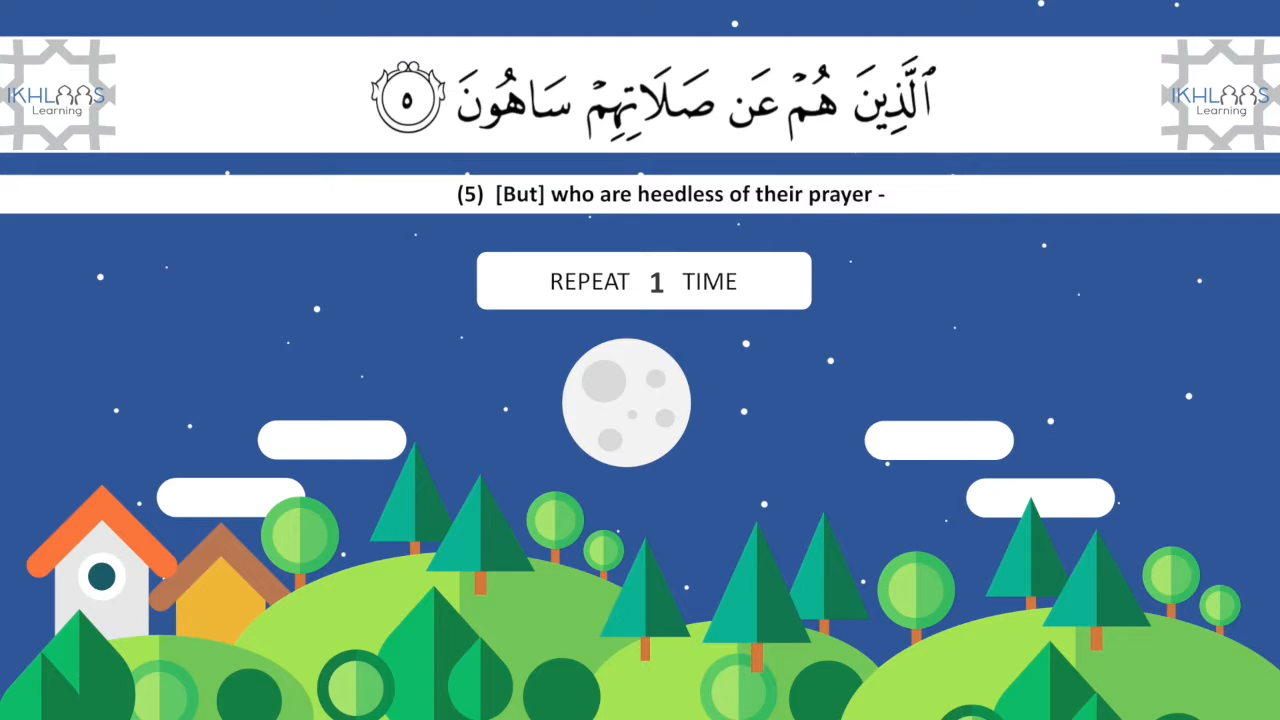 ٱلَّذِينَ هُمْ عَن صَلَاتِهِمْ سَاهُونَ ٥
IKHLAAS
Learning
IKHLAAS
Learning
(5) [But] who are heedless of their prayer -
REPEAT 1 TIME